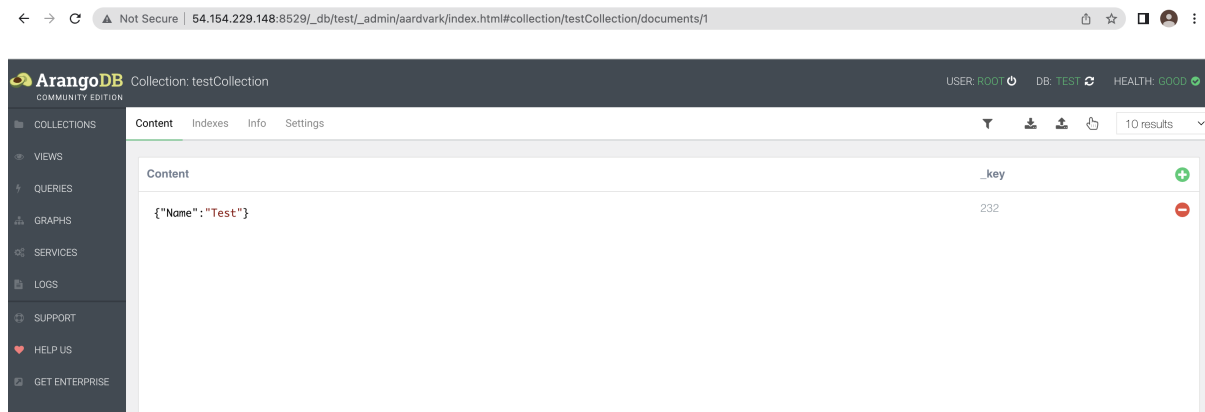 Not Secure | 54.154.229.148:8529/_db/test/_admin/aardvark/index.html#collection/testCollection/documents/1
ArangoDB
COMMUNITY EDITION
Collection: testCollection
USER: ROOT
DB: TEST
HEALTH: GOOD
COLLECTIONS
VIEWS
QUERIES
GRAPHS
SERVICES
LOGS
SUPPORT
HELP US
GET ENTERPRISE
Content Indexes Info Settings
10 results
Content _key
{"Name":"Test"} 232